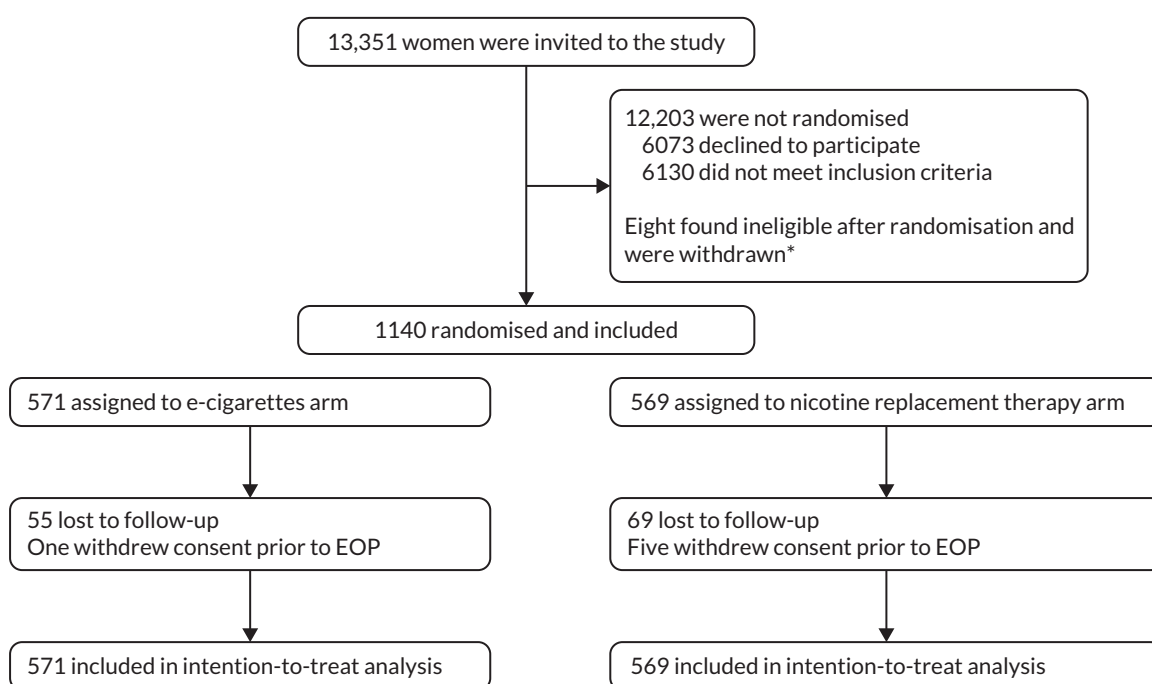 13,351 women were invited to the study
12,203 were not randomised
6073 declined to participate
6130 did not meet inclusion criteria
Eight found ineligible after randomisation and
were withdrawn*
1140 randomised and included
571 assigned to e-cigarettes arm
569 assigned to nicotine replacement therapy arm
55 lost to follow-up
One withdrew consent prior to EOP
69 lost to follow-up
Five withdrew consent prior to EOP
571 included in intention-to-treat analysis
569 included in intention-to-treat analysis